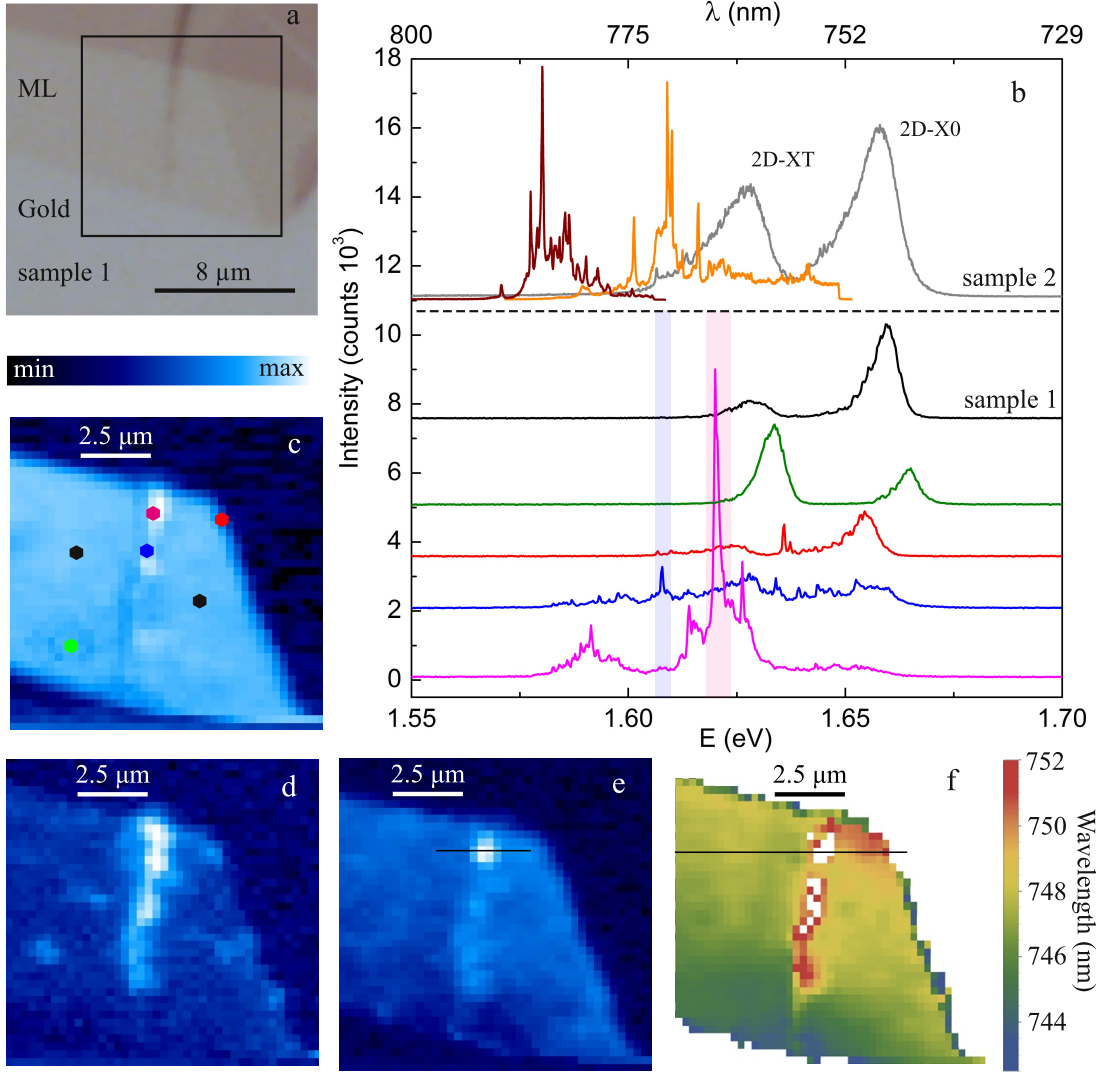 a
ML
Gold
sample 1
8 µm
min max
c
2.5 µm
λ (nm)
800 775 752 729
b
2D-XT
2D-X0
sample 2
sample 1
Intensity (counts 10³)
18
16
14
12
10
8
6
4
2
0
1.55 1.60 1.65 1.70
E (eV)
2.5 µm
d
2.5 µm
e
2.5 µm
f
752
750
748
746
744
Wavelength (nm)